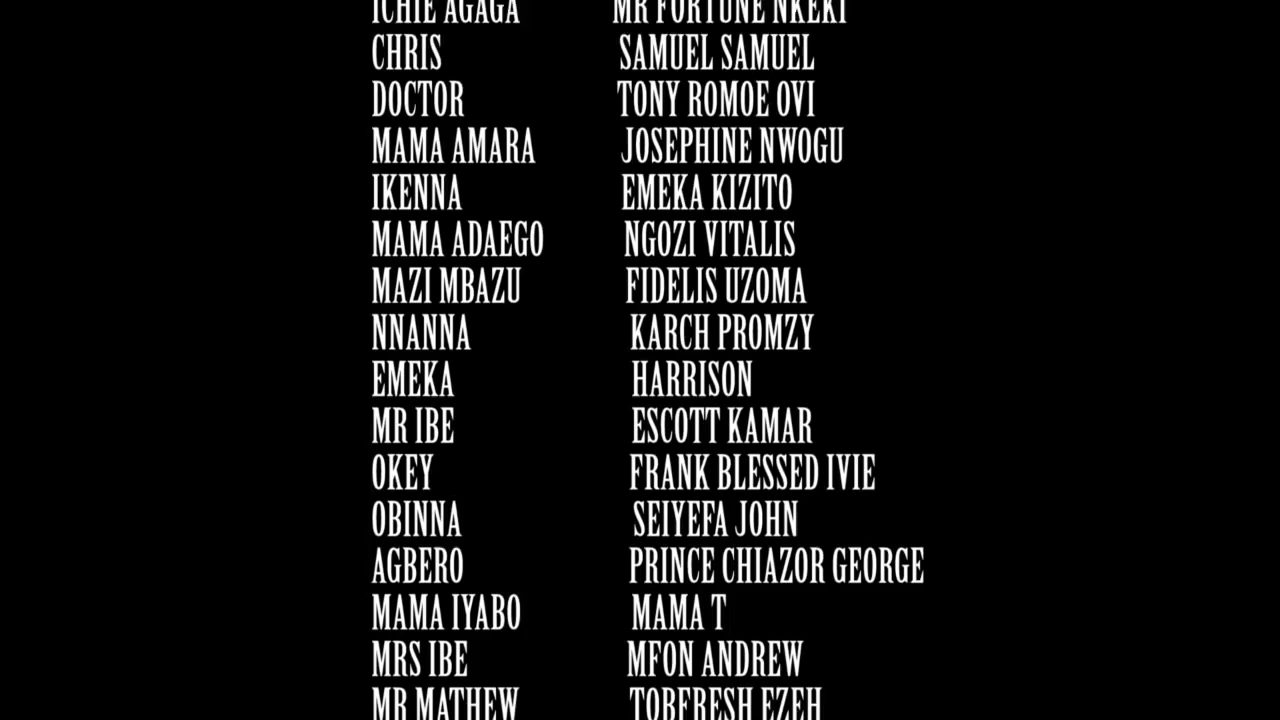 ICHIE AGAGA MR FORTUNE NKEKI
CHRIS SAMUEL SAMUEL
DOCTOR TONY ROMOE OVI
MAMA AMARA JOSEPHINE NWOGU
IKENNA EMEKA KIZITO
MAMA ADAEGO NGOZI VITALIS
MAZI MBAZU FIDELIS UZOMA
NNANNA KARCH PROMZY
EMEKA HARRISON
MR IBE ESCOTT KAMAR
OKEY FRANK BLESSED IVIE
OBINNA SEIYEFA JOHN
AGBERO PRINCE CHIAZOR GEORGE
MAMA IYABO MAMA T
MRS IBE MFON ANDREW
MR MATHEW TOBFRESH EZEH